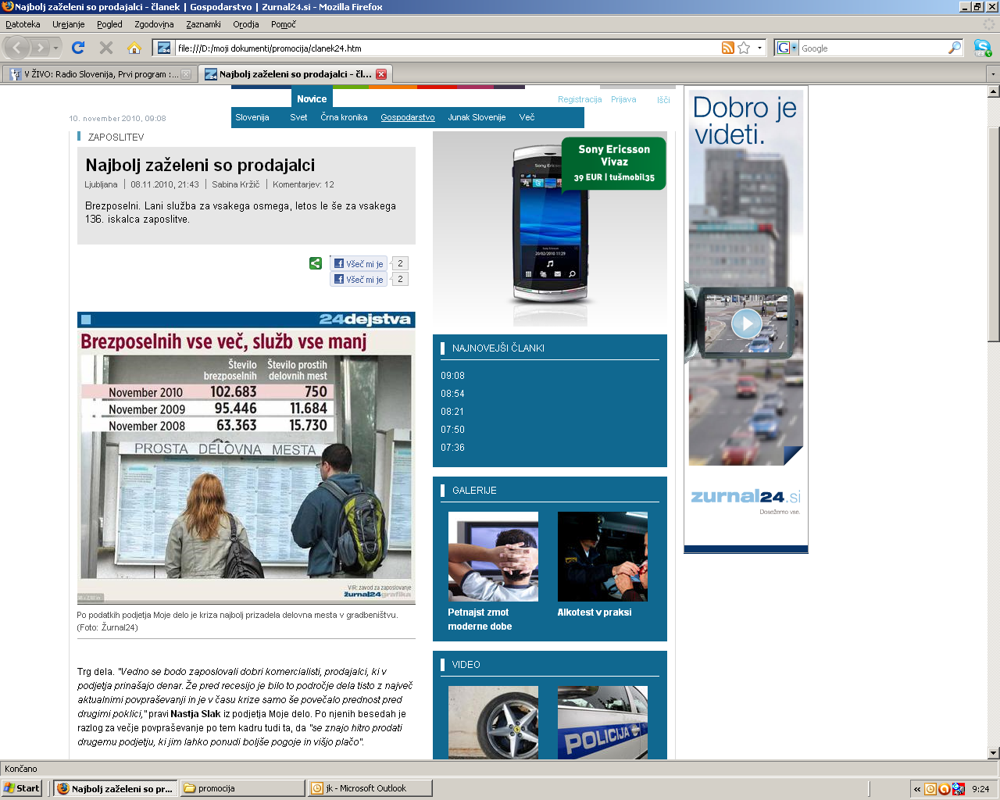 Najbolj zaželeni so prodajalci - članek | Gospodarstvo | Zurnal24.si - Mozilla Firefox
Datoteka Urejanje Pogled Zgodovina Zaznamki Orodja Pomoč
file:///D:/moji dokumenti/promocija/clanek24.htm
Google
V ŽIVO: Radio Slovenija, Prvi program :...
Najbolj zaželeni so prodajalci - čl...
Novice
Registracija Prijava Išči
10. november 2010, 09:08
Slovenija Svet Črna kronika Gospodarstvo Junak Slovenije Več
ZAPOSLITEV
Najbolj zaželeni so prodajalci
Ljubljana | 08.11.2010, 21:43 | Sabina Kržič | Komentarjev: 12
Brezposelni. Lani služba za vsakega osmega, letos le še za vsakega
136. iskalca zaposlitve.
Všeč mi je 2
Všeč mi je 2
24dejstva
Brezposelnih vse več, služb vse manj
Število brezposelnih
Število prostih delovnih mest
November 2010 102.683 750
November 2009 95.446 11.684
November 2008 63.363 15.730
PROSTA DELOVNA MESTA
VIR: zavod za zaposlovanje
žurnal24grafika
Po podatkih podjetja Moje delo je kriza najbolj prizadela delovna mesta v gradbeništvu.
(Foto: Žurnal24)
Trg dela. "Vedno se bodo zaposlovali dobri komercialisti, prodajalci, ki v
podjetja prinašajo denar. Že pred recesijo je bilo to področje dela tisto z največ
aktualnimi povpraševanji in je v času krize samo še povečalo prednost pred
drugimi poklici," pravi Nastja Slak iz podjetja Moje delo. Po njenih besedah je
razlog za večje povpraševanje po tem kadru tudi ta, da "se znajo hitro prodati
drugemu podjetju, ki jim lahko ponudi boljše pogoje in višjo plačo".
Sony Ericsson
Vivaz
39 EUR | tušmobil35
Sony Ericsson
20/02/2010 11:29
NAJNOVEJŠI ČLANKI
09:08
08:54
08:21
07:50
07:36
GALERIJE
Petnajst zmot
moderne dobe
Alkotest v praksi
VIDEO
POLICIJA
Dobro je
videti.
zurnal24.si
Dosežemo vse.
Končano
Start
Najbolj zaželeni so pr...
promocija
jk - Microsoft Outlook
9:24